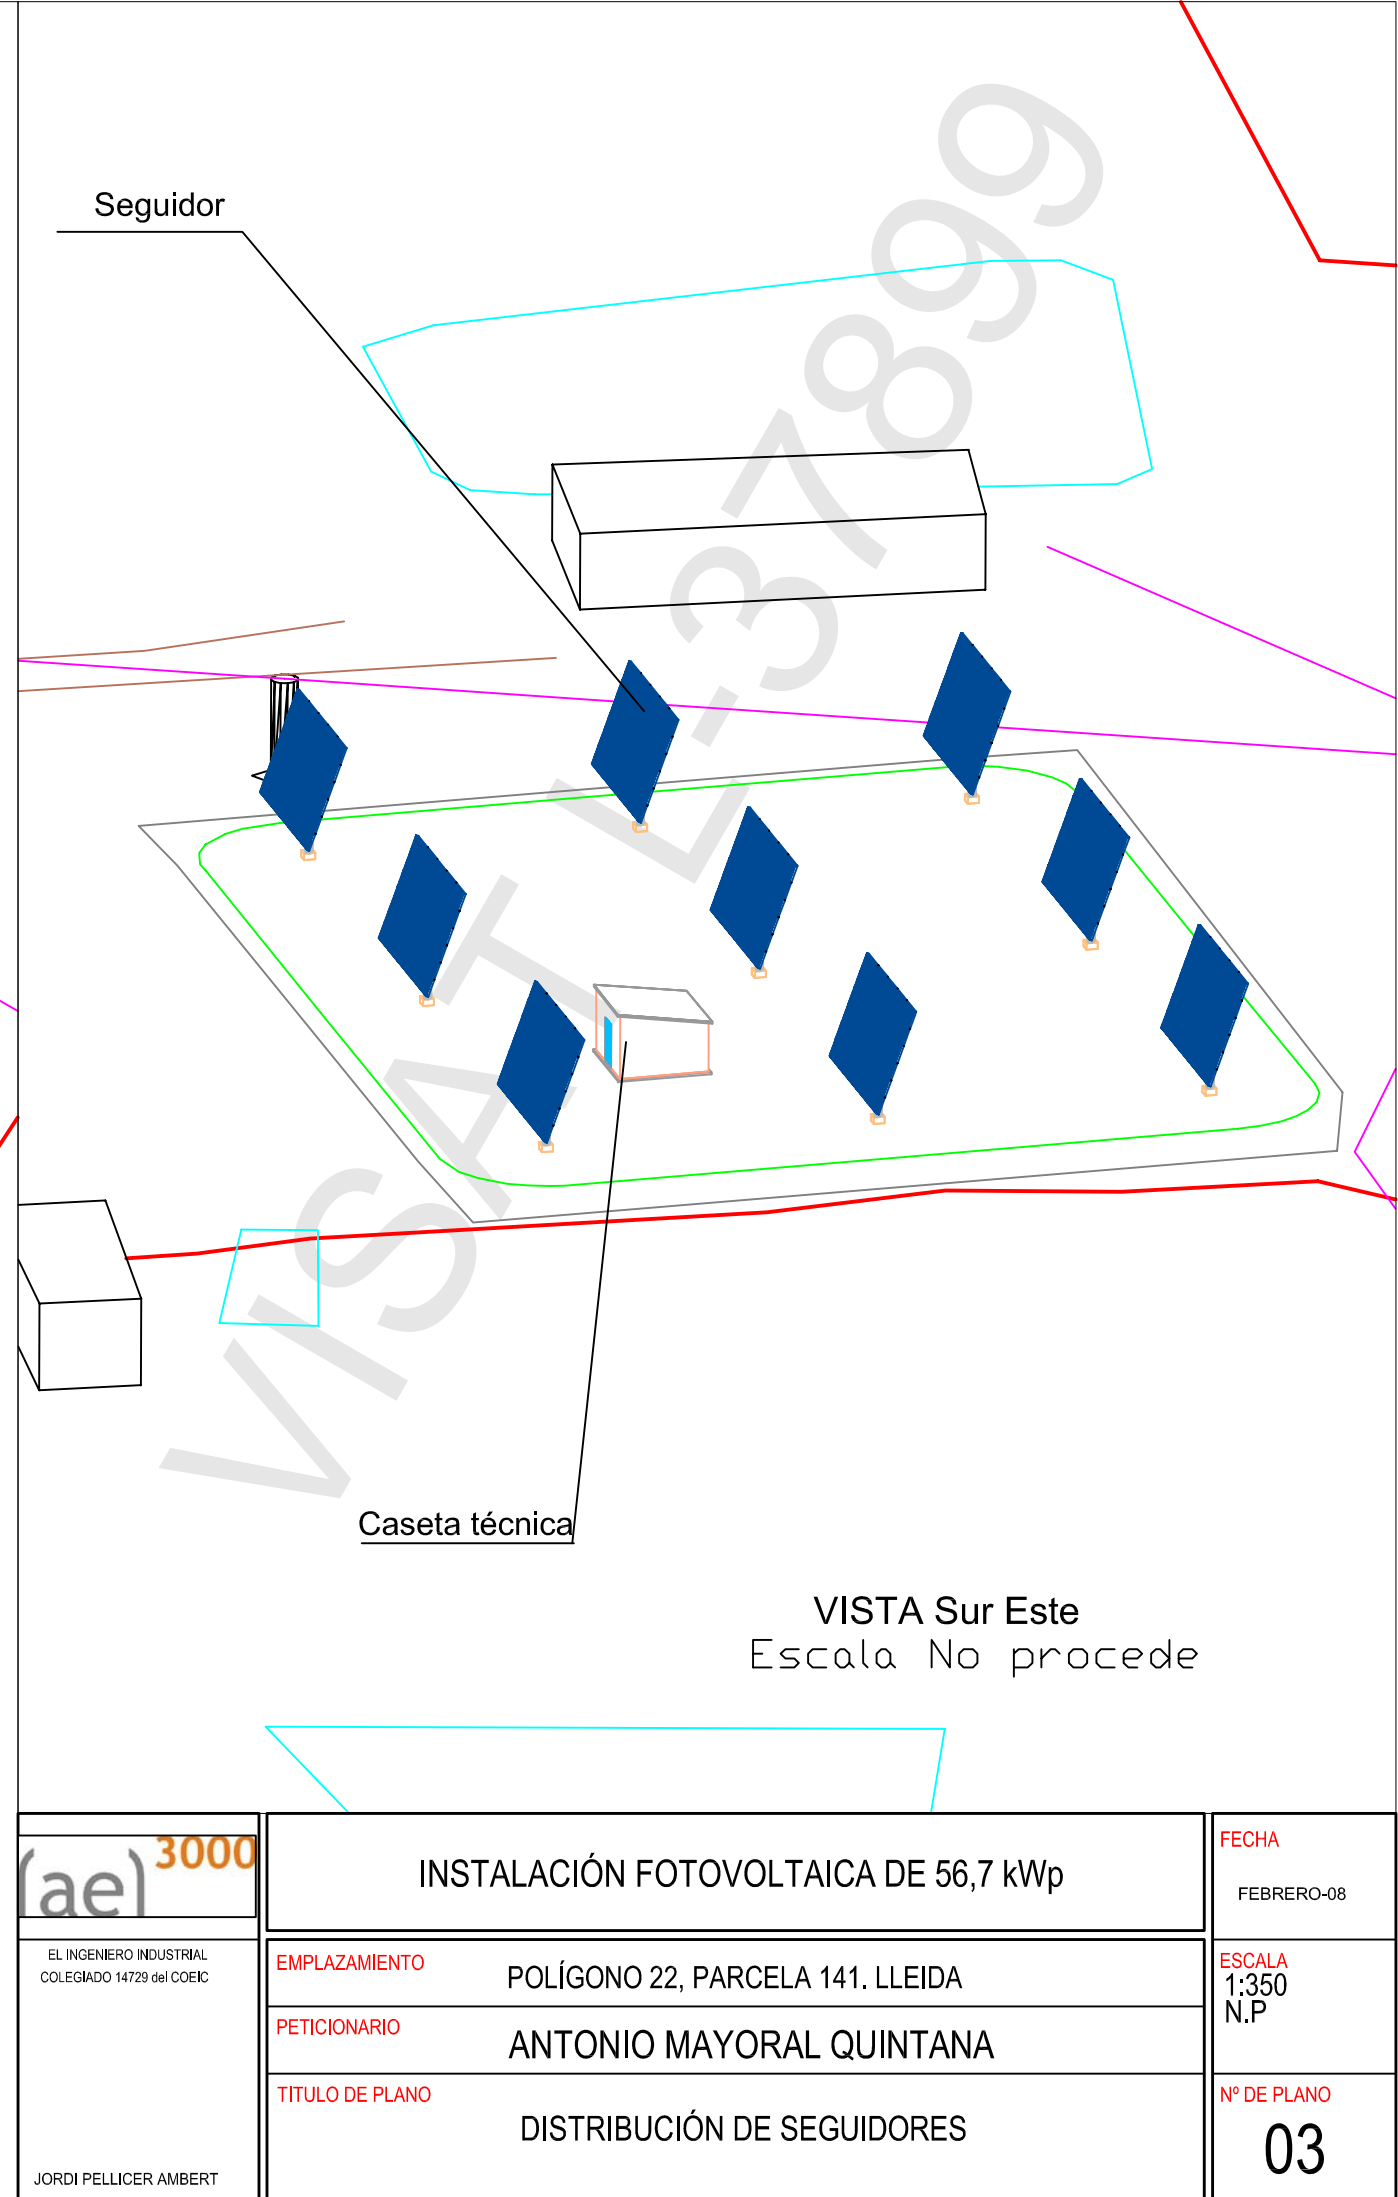 Seguidor
VISAT L-37899
Caseta técnica
VISTA Sur Este
Escala No procede
(ae) 3000
INSTALACIÓN FOTOVOLTAICA DE 56,7 kWp
FECHA
FEBRERO-08
EL INGENIERO INDUSTRIAL
COLEGIADO 14729 del COEIC
JORDI PELLICER AMBERT
EMPLAZAMIENTO
POLÍGONO 22, PARCELA 141. LLEIDA
PETICIONARIO
ANTONIO MAYORAL QUINTANA
TITULO DE PLANO
DISTRIBUCIÓN DE SEGUIDORES
ESCALA
1:350
N.P
Nº DE PLANO
03